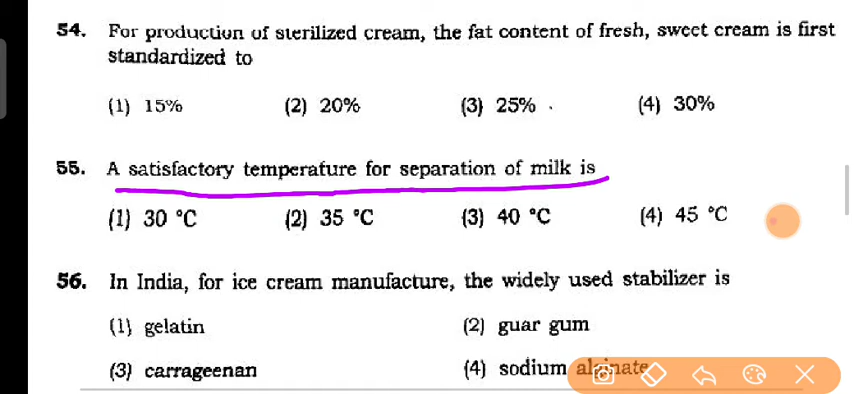 54. For production of sterilized cream, the fat content of fresh, sweet cream is first
standardized to
(1) 15% (2) 20% (3) 25% (4) 30%
55. A satisfactory temperature for separation of milk is
(1) 30 °C (2) 35 °C (3) 40 °C (4) 45 °C
56. In India, for ice cream manufacture, the widely used stabilizer is
(1) gelatin (2) guar gum
(3) carrageenan (4) sodium alginate